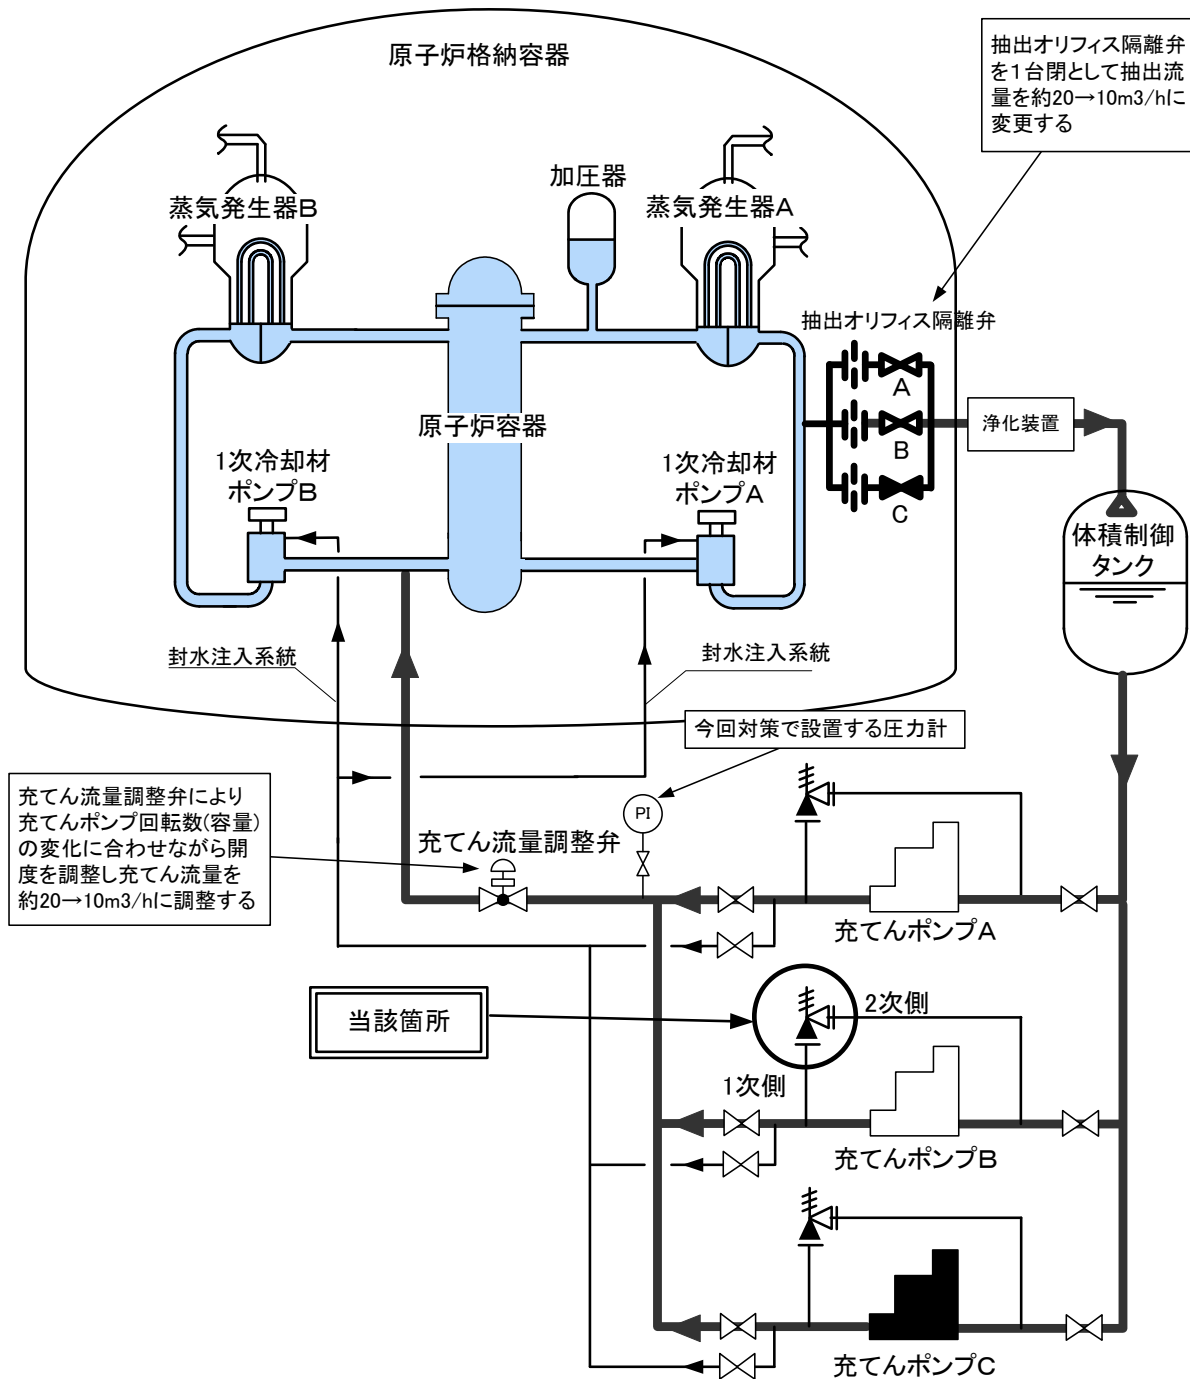 原子炉格納容器
抽出オリフィス隔離弁
を1台閉として抽出流
量を約20→10m3/hに
変更する
加圧器
蒸気発生器B
蒸気発生器A
抽出オリフィス隔離弁
A
B
C
浄化装置
原子炉容器
1次冷却材
ポンプB
1次冷却材
ポンプA
体積制御
タンク
封水注入系統
封水注入系統
今回対策で設置する圧力計
充てん流量調整弁により
充てんポンプ回転数(容量)
の変化に合わせながら開
度を調整し充てん流量を
約20→10m3/hに調整する
PI
充てん流量調整弁
充てんポンプA
当該箇所
2次側
1次側
充てんポンプB
充てんポンプC